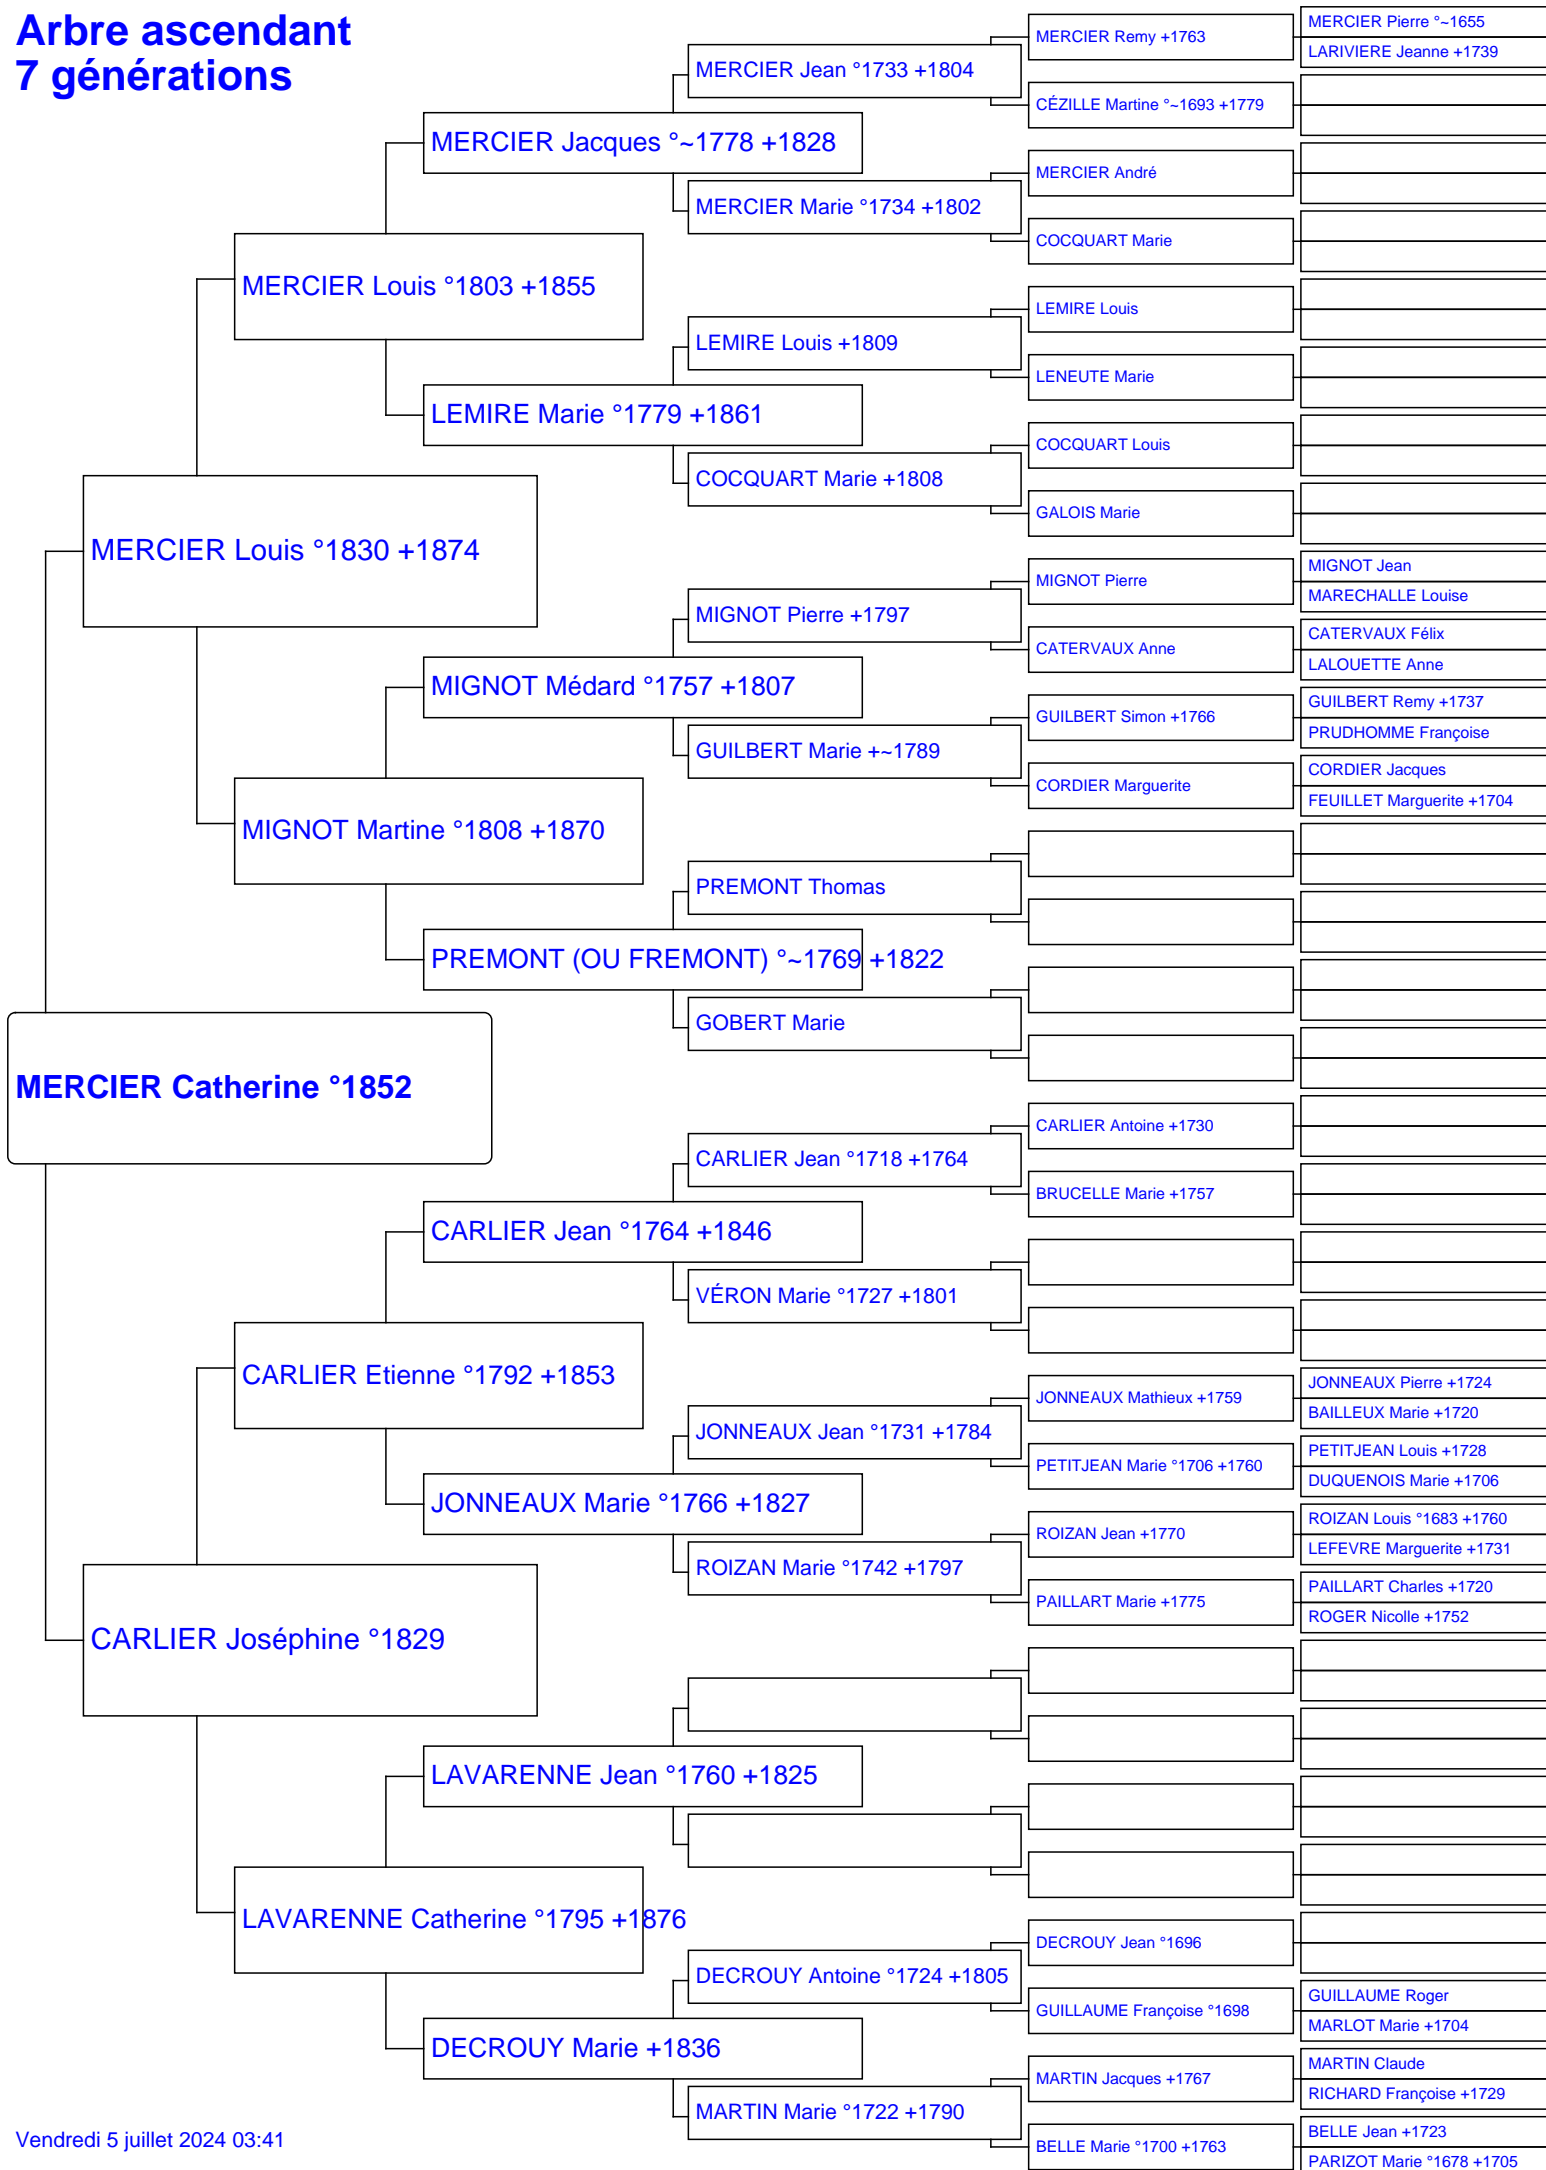 Arbre ascendant
7 générations
MERCIER Catherine °1852
MERCIER Louis °1830 +1874
CARLIER Joséphine °1829
MERCIER Louis °1803 +1855
MIGNOT Martine °1808 +1870
CARLIER Etienne °1792 +1853
LAVARENNE Catherine °1795 +1876
MERCIER Jacques °~1778 +1828
LEMIRE Marie °1779 +1861
MIGNOT Médard °1757 +1807
PREMONT (OU FREMONT) °~1769 +1822
CARLIER Jean °1764 +1846
JONNEAUX Marie °1766 +1827
LAVARENNE Jean °1760 +1825
DECROUY Marie +1836
MERCIER Jean °1733 +1804
MERCIER Marie °1734 +1802
LEMIRE Louis +1809
COCQUART Marie +1808
MIGNOT Pierre +1797
GUILBERT Marie +~1789
PREMONT Thomas
GOBERT Marie
CARLIER Jean °1718 +1764
VÉRON Marie °1727 +1801
JONNEAUX Jean °1731 +1784
ROIZAN Marie °1742 +1797
DECROUY Antoine °1724 +1805
MARTIN Marie °1722 +1790
MERCIER Remy +1763
CÉZILLE Martine °~1693 +1779
MERCIER André
COCQUART Marie
LEMIRE Louis
LENEUTE Marie
COCQUART Louis
GALOIS Marie
MIGNOT Pierre
CATERVAUX Anne
GUILBERT Simon +1766
CORDIER Marguerite
CARLIER Antoine +1730
BRUCELLE Marie +1757
JONNEAUX Mathieux +1759
PETITJEAN Marie °1706 +1760
ROIZAN Jean +1770
PAILLART Marie +1775
DECROUY Jean °1696
GUILLAUME Françoise °1698
MARTIN Jacques +1767
BELLE Marie °1700 +1763
MERCIER Pierre °~1655
LARIVIERE Jeanne +1739
MIGNOT Jean
MARECHALLE Louise
CATERVAUX Félix
LALOUETTE Anne
GUILBERT Remy +1737
PRUDHOMME Françoise
CORDIER Jacques
FEUILLET Marguerite +1704
JONNEAUX Pierre +1724
BAILLEUX Marie +1720
PETITJEAN Louis +1728
DUQUENOIS Marie +1706
ROIZAN Louis °1683 +1760
LEFEVRE Marguerite +1731
PAILLART Charles +1720
ROGER Nicolle +1752
GUILLAUME Roger
MARLOT Marie +1704
MARTIN Claude
RICHARD Françoise +1729
BELLE Jean +1723
PARIZOT Marie °1678 +1705
Vendredi 5 juillet 2024 03:41